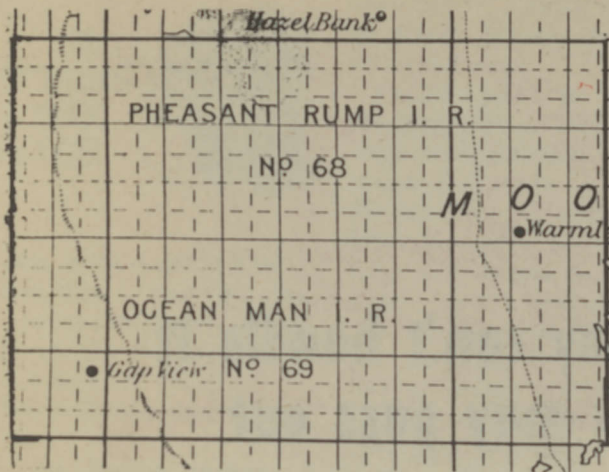 Hazel Bank
PHEASANT RUMP I. R.
Nº 68
M O O
Warml
OCEAN MAN I. R.
Gap View Nº 69